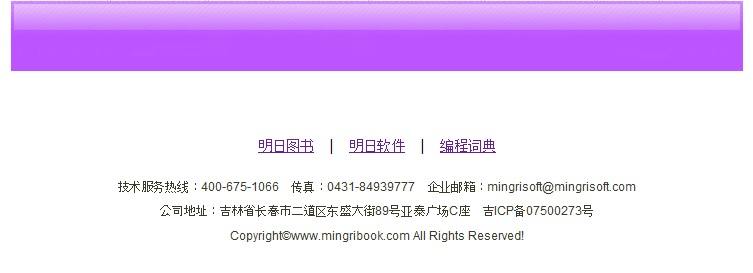 明日图书 | 明日软件 | 编程词典
技术服务热线：400-675-1066 传真：0431-84939777 企业邮箱：mingrisoft@mingrisoft.com
公司地址：吉林省长春市二道区东盛大街89号亚泰广场C座 吉ICP备07500273号
Copyright©www.mingribook.com All Rights Reserved!